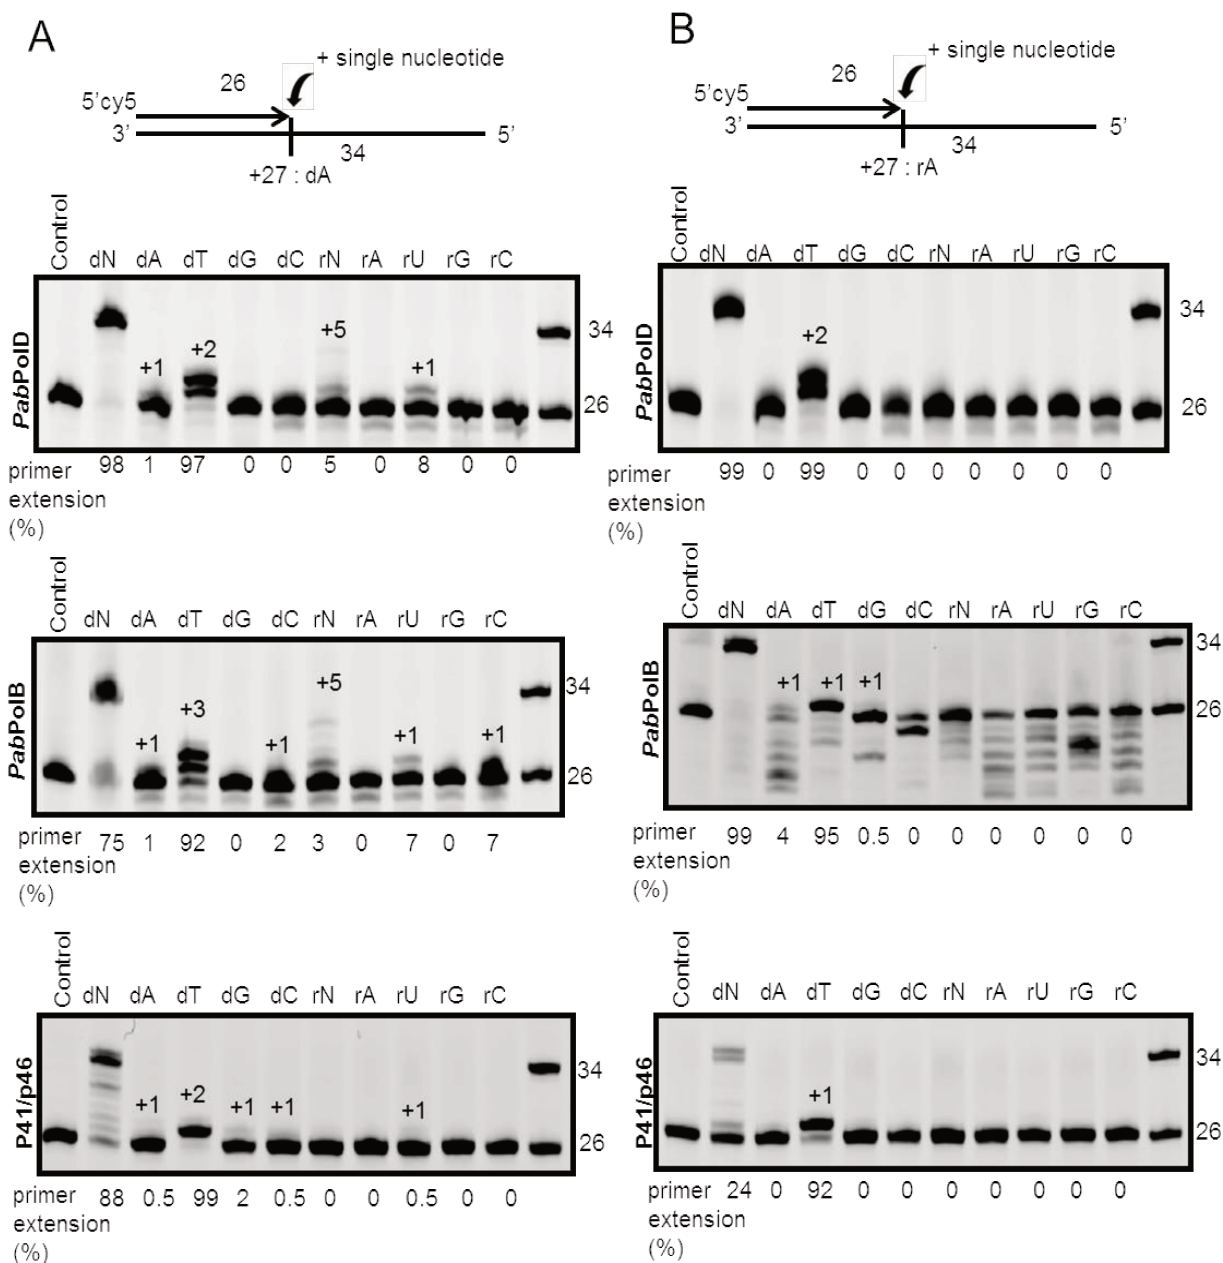 A
+ single nucleotide
26
5'cy5
3'
5'
34
+27 : dA
Control
dN dA dT dG dC rN rA rU rG rC
PabPolD
+1
+2
+5
+1
34
26
primer extension (%)
98 1 97 0 0 5 0 8 0 0
Control
dN dA dT dG dC rN rA rU rG rC
PabPolB
+1
+3
+1
+5
+1
+1
34
26
primer extension (%)
75 1 92 0 2 3 0 7 0 7
Control
dN dA dT dG dC rN rA rU rG rC
P41/p46
+1
+2
+1
+1
+1
34
26
primer extension (%)
88 0.5 99 2 0.5 0 0 0.5 0 0
B
+ single nucleotide
26
5'cy5
3'
5'
34
+27 : rA
Control
dN dA dT dG dC rN rA rU rG rC
PabPolD
+2
34
26
primer extension (%)
99 0 99 0 0 0 0 0 0 0
Control
dN dA dT dG dC rN rA rU rG rC
PabPolB
+1
+1
+1
34
26
primer extension (%)
99 4 95 0.5 0 0 0 0 0 0
Control
dN dA dT dG dC rN rA rU rG rC
P41/p46
+1
34
26
primer extension (%)
24 0 92 0 0 0 0 0 0 0